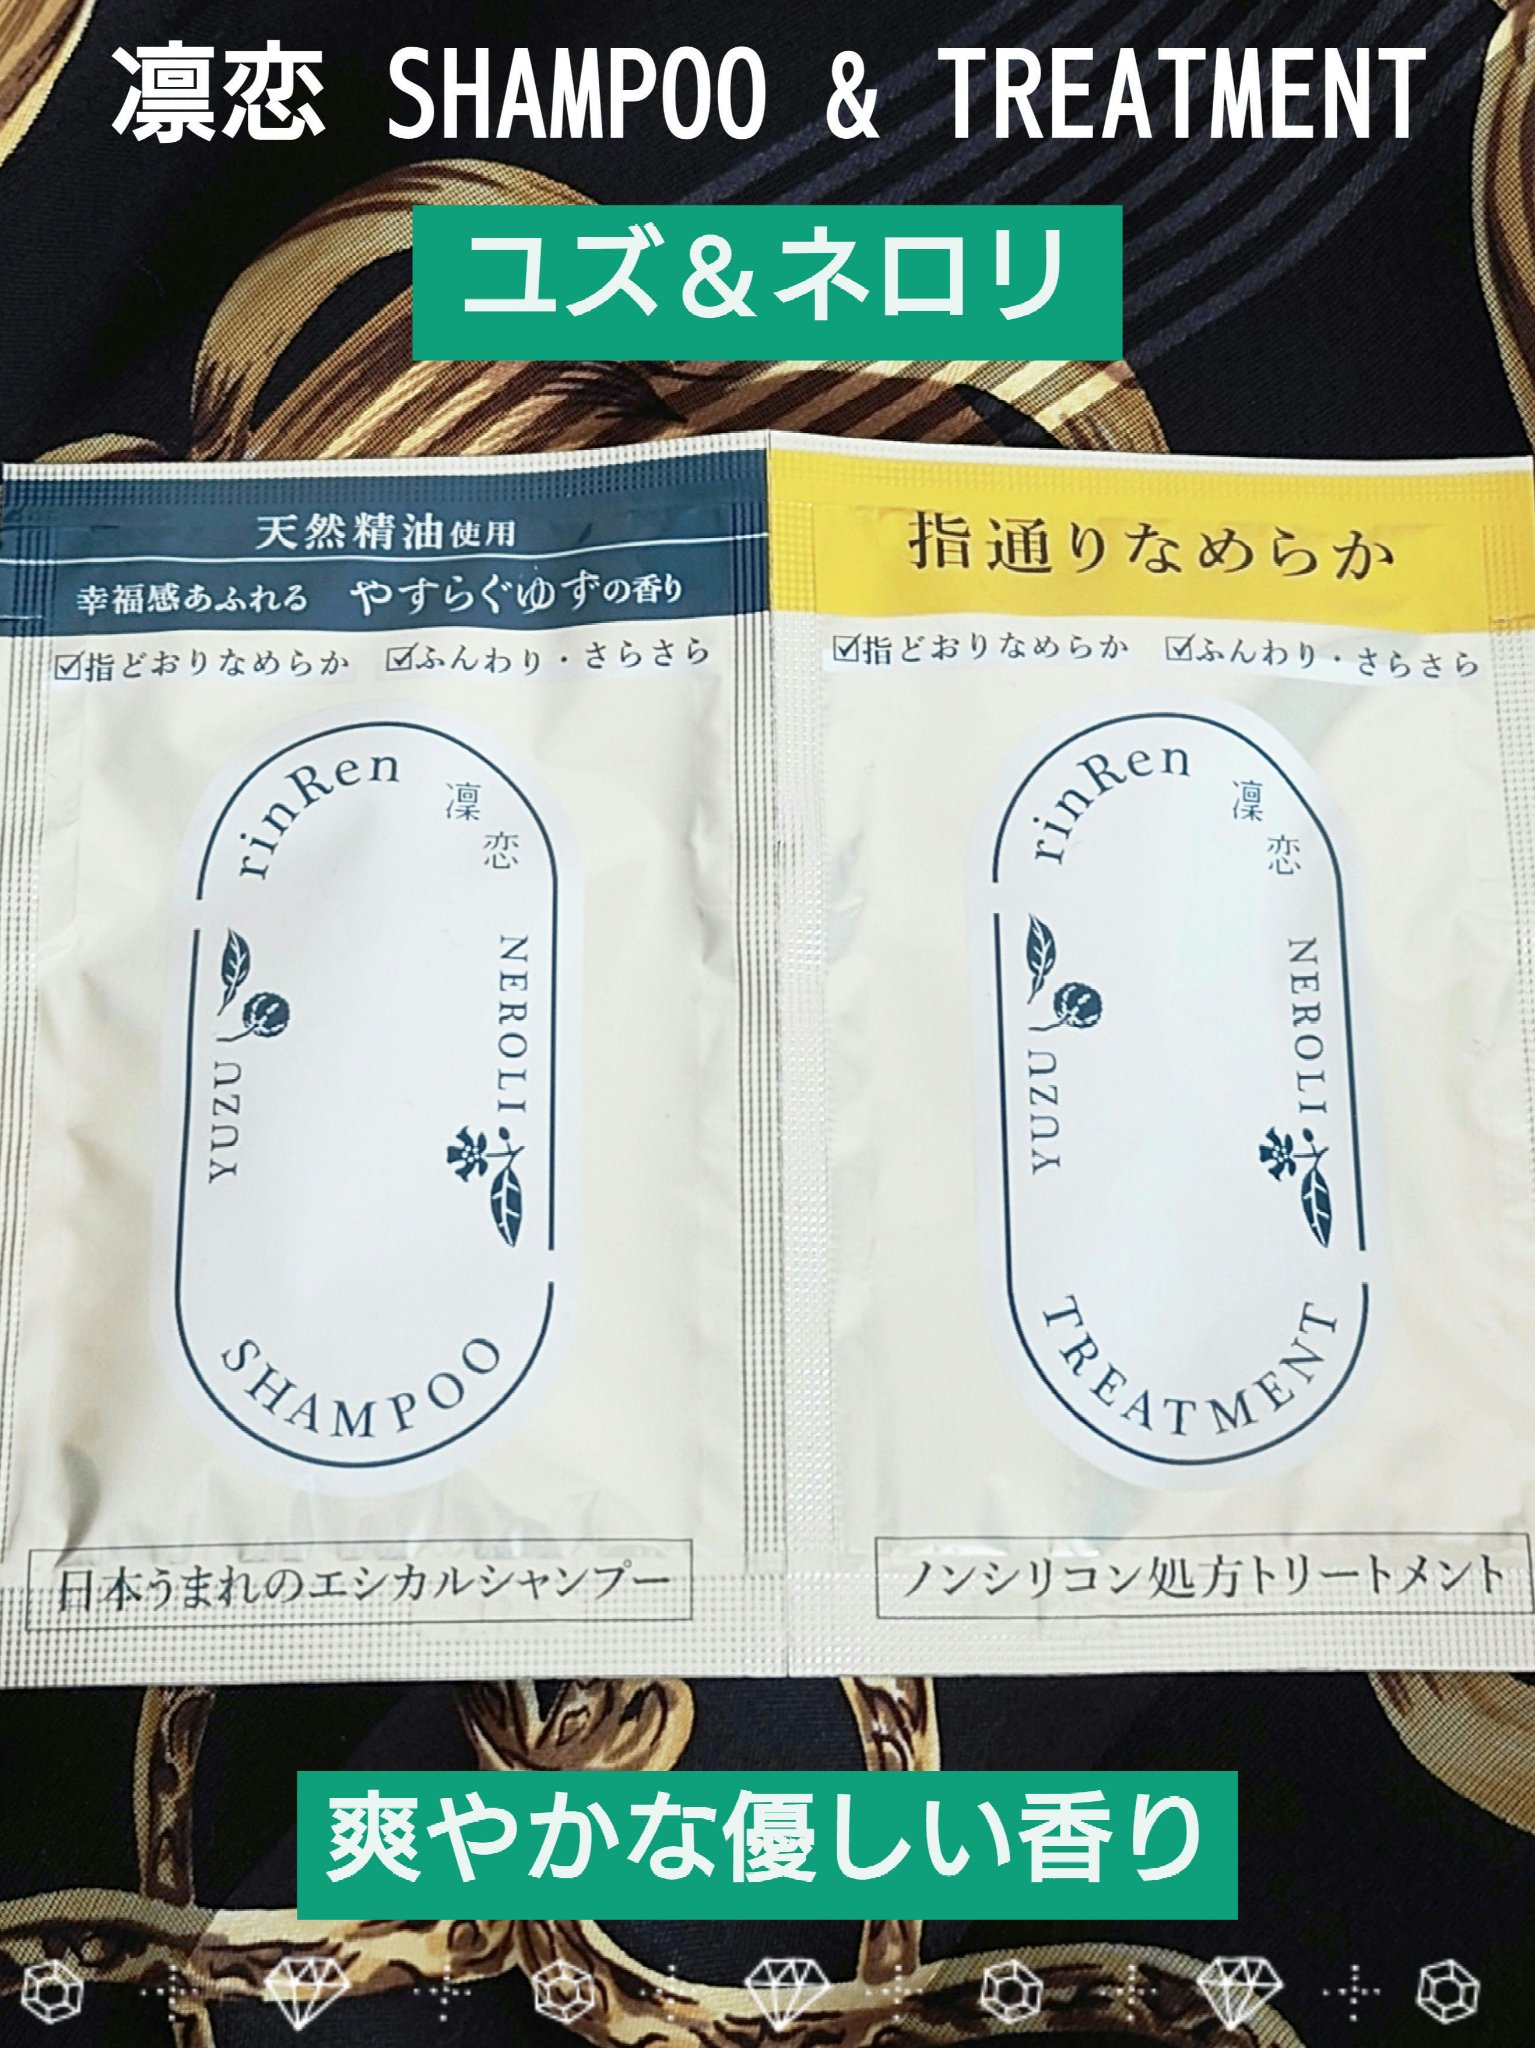 凛恋 SHAMPOO & TREATMENT
ユズ&ネロリ
天然精油使用
幸福感あふれる やすらぐゆずの香り
☑指どおりなめらか ☑ふんわり・さらさら
rinRen
凜恋
YUZU
NEROLI
SHAMPOO
日本うまれのエシカルシャンプー
指通りなめらか
☑指どおりなめらか ☑ふんわり・さらさら
rinRen
凜恋
YUZU
NEROLI
TREATMENT
ノンシリコン処方トリートメント
爽やかな優しい香り